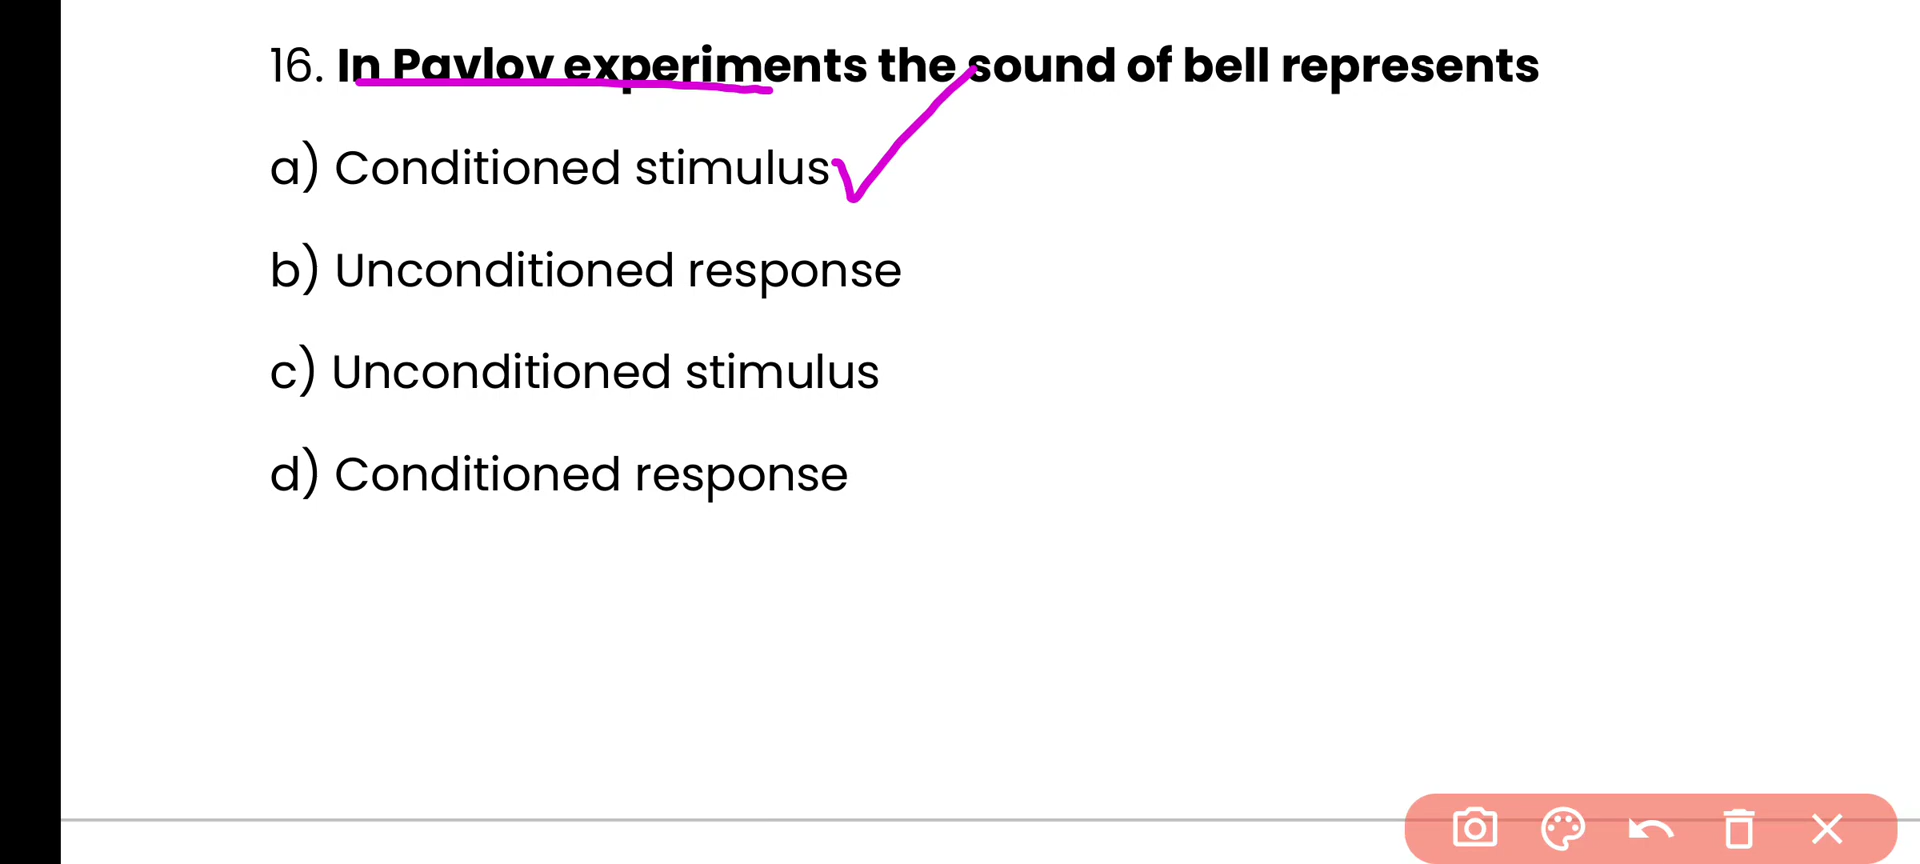 16. In Pavlov experiments the sound of bell represents
a) Conditioned stimulus
b) Unconditioned response
c) Unconditioned stimulus
d) Conditioned response